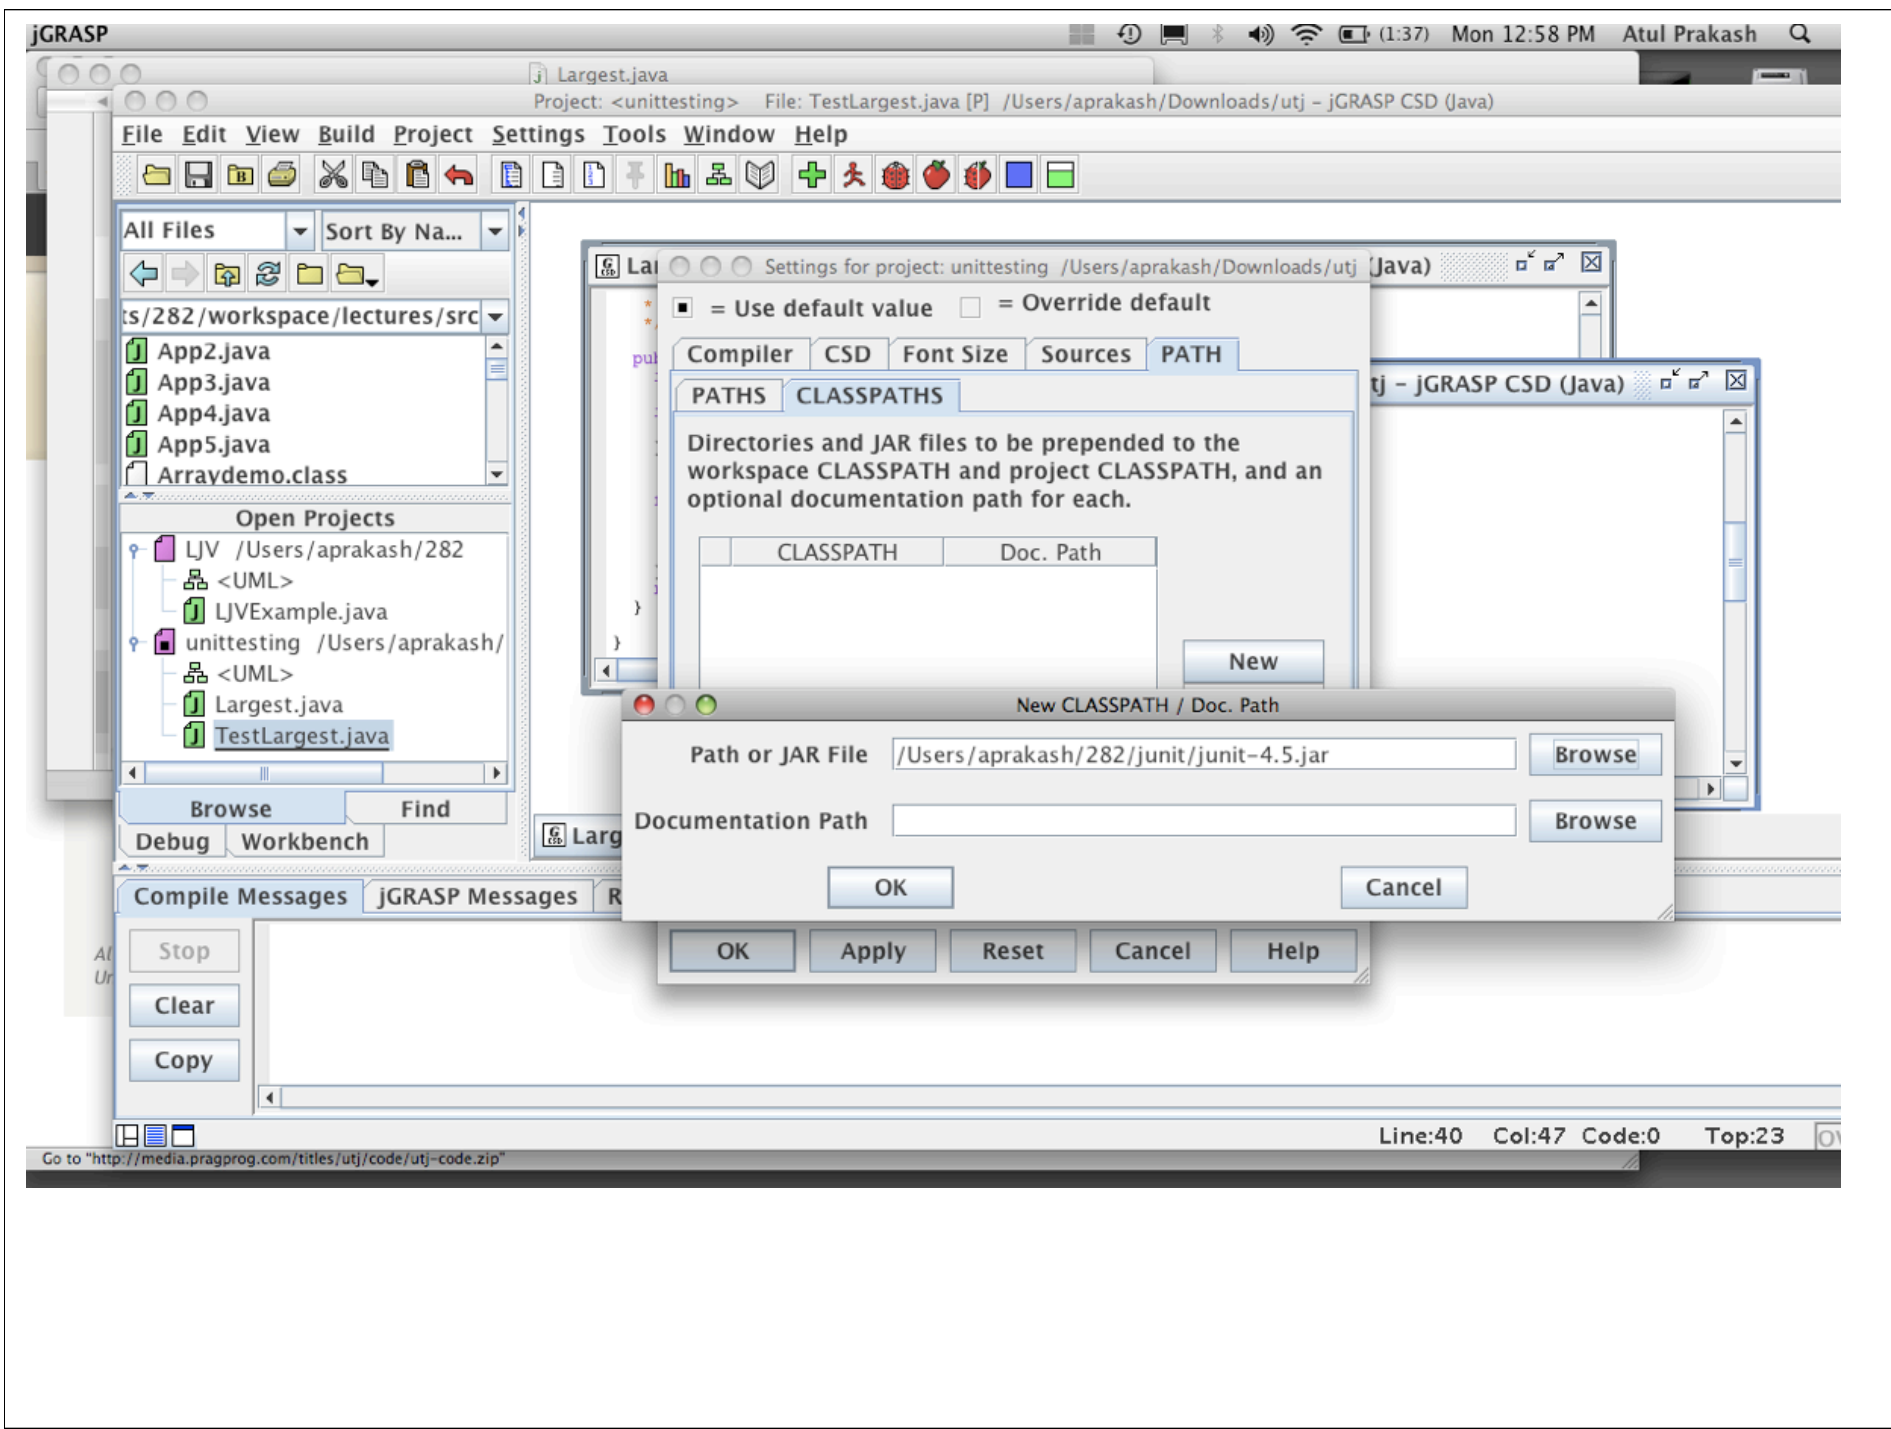 jGRASP (1:37) Mon 12:58 PM Atul Prakash
Largest.java
Project: <unittesting> File: TestLargest.java [P] /Users/aprakash/Downloads/utj – jGRASP CSD (Java)
File Edit View Build Project Settings Tools Window Help
All Files Sort By Na...
ts/282/workspace/lectures/src
App2.java
App3.java
App4.java
App5.java
Arraydemo.class
Open Projects
LJV /Users/aprakash/282
<UML>
LJVExample.java
unittesting /Users/aprakash/
<UML>
Largest.java
TestLargest.java
Browse Find
Debug Workbench
Settings for project: unittesting /Users/aprakash/Downloads/utj
(Java)
= Use default value = Override default
Compiler CSD Font Size Sources PATH
PATHS CLASSPATHS
tj – jGRASP CSD (Java)
Directories and JAR files to be prepended to the
workspace CLASSPATH and project CLASSPATH, and an
optional documentation path for each.
CLASSPATH Doc. Path
}
}
New
New CLASSPATH / Doc. Path
Path or JAR File /Users/aprakash/282/junit/junit-4.5.jar Browse
Documentation Path Browse
OK Cancel
Larg
OK Apply Reset Cancel Help
Compile Messages jGRASP Messages R
Stop
Clear
Copy
Line:40 Col:47 Code:0 Top:23
Go to "http://media.pragprog.com/titles/utj/code/utj-code.zip"